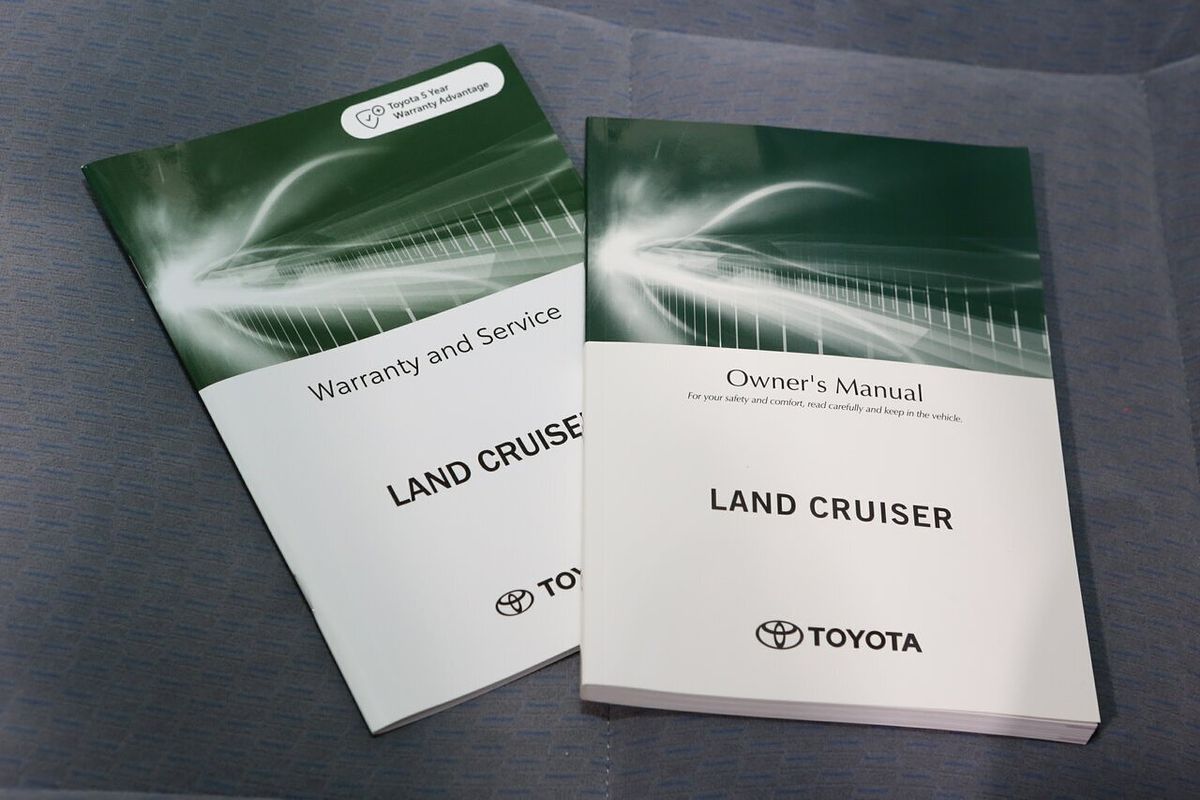 Toyota 5 Year
Warranty Advantage
Warranty and Service
LAND CRUISE
TOY
Owner's Manual
For your safety and comfort, read carefully and keep in the vehicle.
LAND CRUISER
TOYOTA